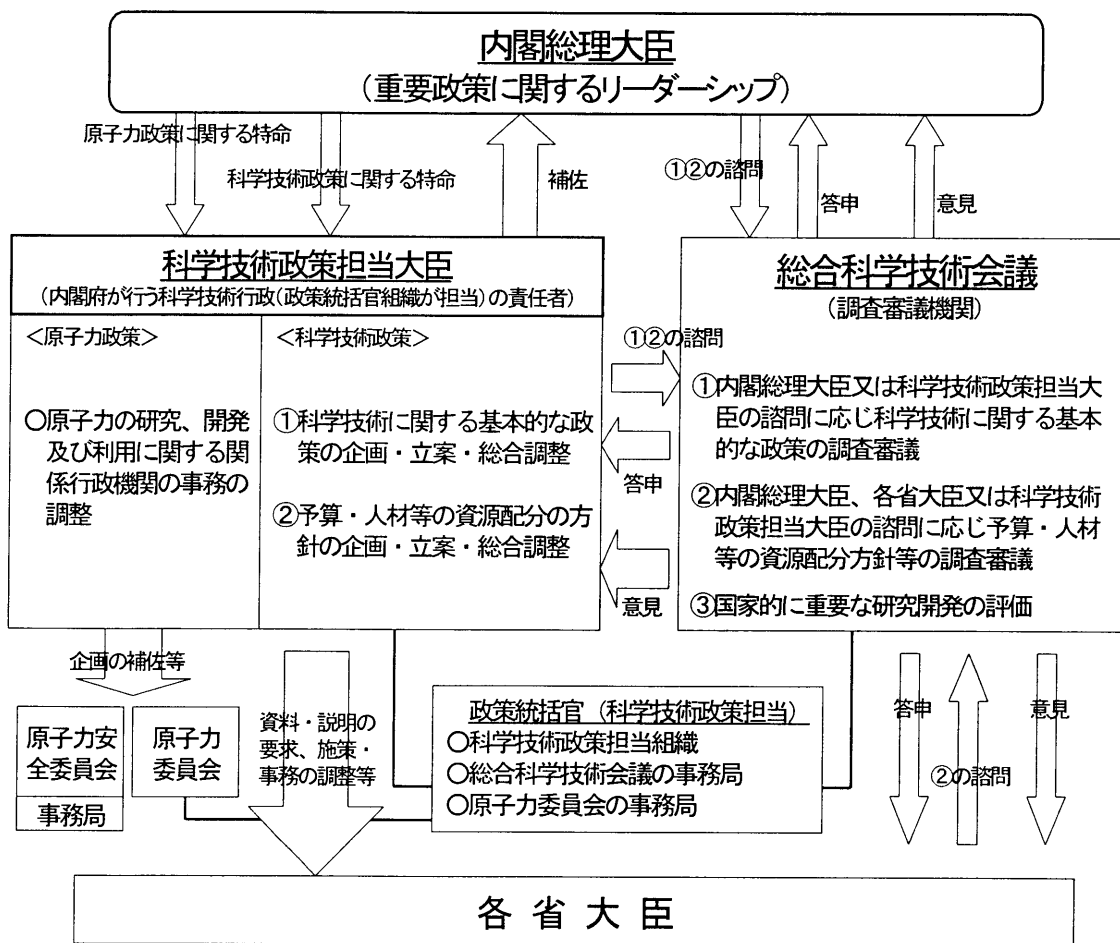 内閣総理大臣
(重要政策に関するリーダーシップ)
原子力政策に関する特命
科学技術政策に関する特命
補佐
①②の諮問
答申
意見
科学技術政策担当大臣
(内閣府が行う科学技術行政(政策統括官組織が担当)の責任者)
<原子力政策>
○原子力の研究、開発
及び利用に関する関
係行政機関の事務の
調整
<科学技術政策>
①科学技術に関する基本的な政
策の企画・立案・総合調整
②予算・人材等の資源配分の方
針の企画・立案・総合調整
①②の諮問
答申
意見
総合科学技術会議
(調査審議機関)
①内閣総理大臣又は科学技術政策担当大
臣の諮問に応じ科学技術に関する基本
的な政策の調査審議
②内閣総理大臣、各省大臣又は科学技術
政策担当大臣の諮問に応じ予算・人材
等の資源配分方針等の調査審議
③国家的に重要な研究開発の評価
企画の補佐等
原子力安
全委員会
事務局
原子力
委員会
資料・説明の
要求、施策・
事務の調整等
政策統括官(科学技術政策担当)
○科学技術政策担当組織
○総合科学技術会議の事務局
○原子力委員会の事務局
答申
②の諮問
意見
各省大臣